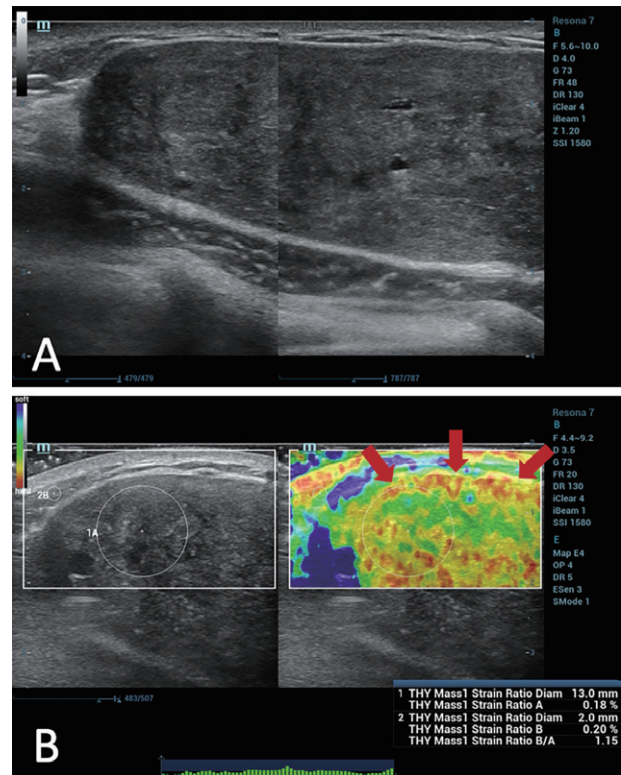 0
m
Resona 7
B
F 5.6~10.0
D 4.0
G 73
FR 48
DR 130
iClear 4
iBeam 1
Z 1.20
SSI 1580
2
4
A
479/479
787/787
soft
hard
m
m
Resona 7
B
F 4.4~9.2
D 3.5
G 73
FR 20
DR 130
iClear 4
iBeam 1
SSI 1580
E
Map E4
OP 4
DR 5
ESen 3
SMode 1
2B
1A
483/507
B
1 THY Mass1 Strain Ratio Diam 13.0 mm
THY Mass1 Strain Ratio A 0.18 %
2 THY Mass1 Strain Ratio Diam 2.0 mm
THY Mass1 Strain Ratio B 0.20 %
THY Mass1 Strain Ratio B/A 1.15